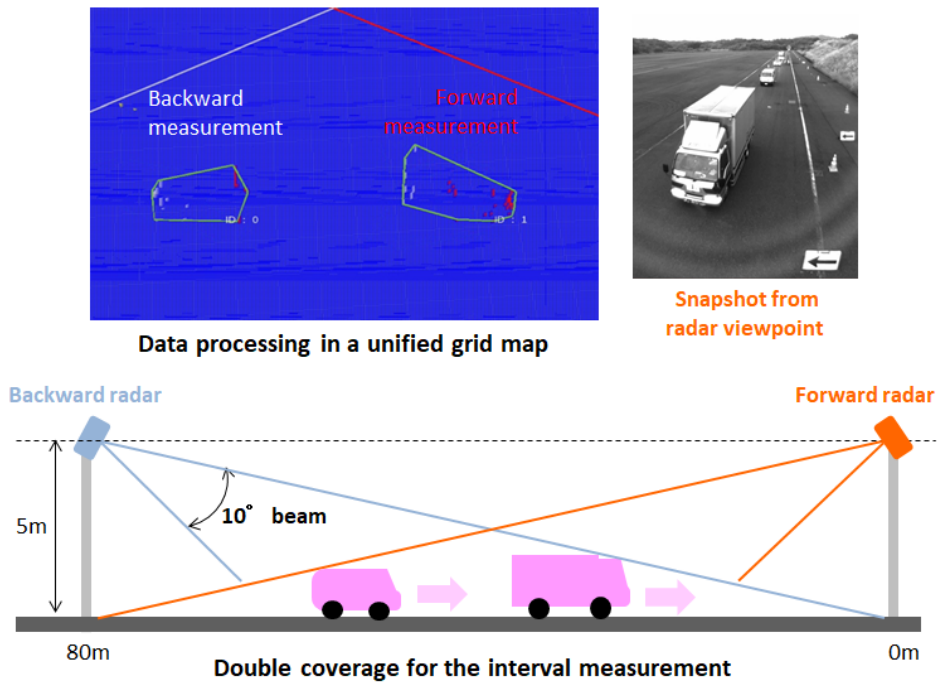 Backward
measurement
Forward
measurement
ID : 0
ID : 1
Data processing in a unified grid map
Snapshot from
radar viewpoint
Backward radar
Forward radar
5m
10° beam
80m
0m
Double coverage for the interval measurement